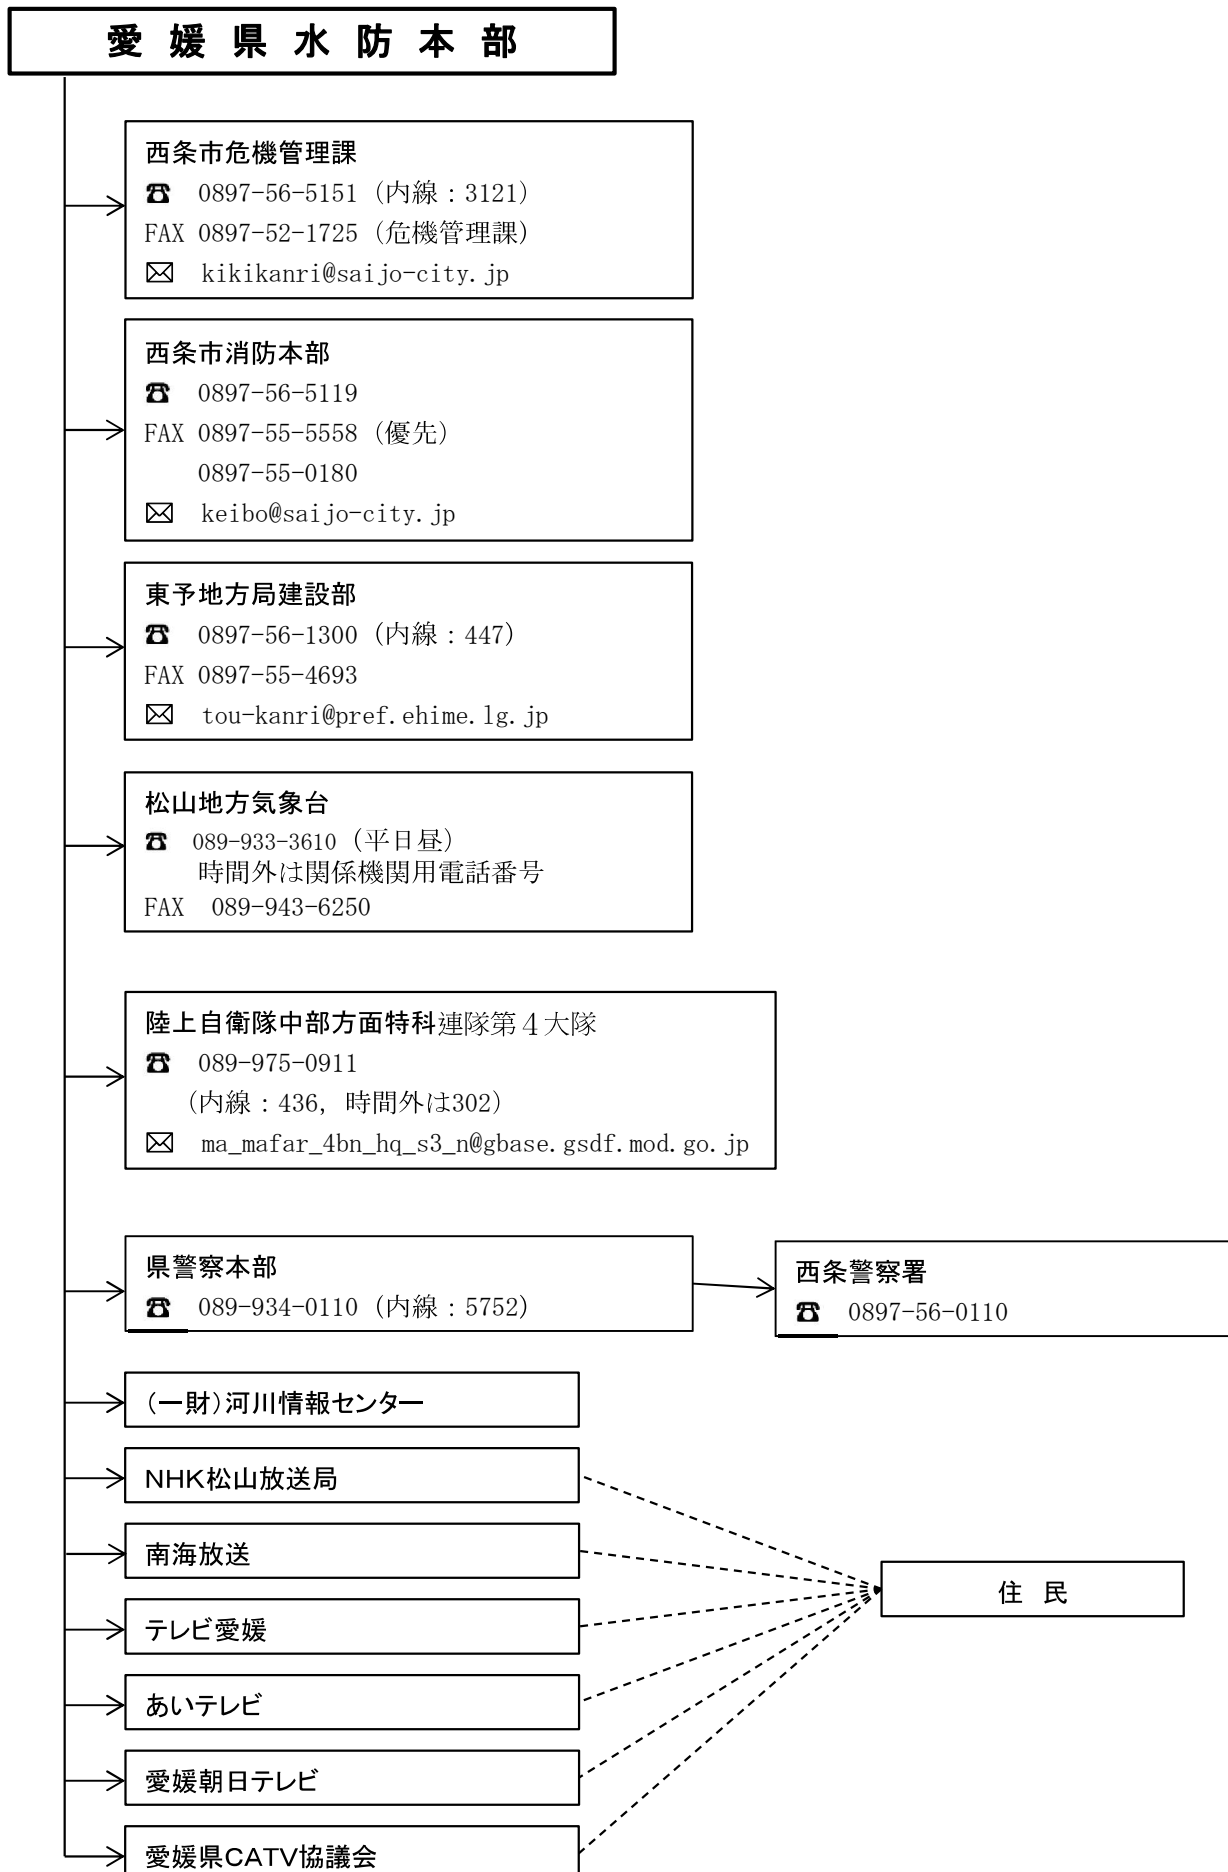 愛媛県水防本部
西条市危機管理課
☎ 0897-56-5151（内線：3121）
FAX 0897-52-1725（危機管理課）
✉ kikikanri@saijo-city.jp
西条市消防本部
☎ 0897-56-5119
FAX 0897-55-5558（優先）
0897-55-0180
✉ keibo@saijo-city.jp
東予地方局建設部
☎ 0897-56-1300（内線：447）
FAX 0897-55-4693
✉ tou-kanri@pref.ehime.lg.jp
松山地方気象台
☎ 089-933-3610（平日昼）
時間外は関係機関用電話番号
FAX 089-943-6250
陸上自衛隊中部方面特科連隊第４大隊
☎ 089-975-0911
（内線：436，時間外は302）
✉ ma_mafar_4bn_hq_s3_n@gbase.gsdf.mod.go.jp
県警察本部
☎ 089-934-0110（内線：5752）
西条警察署
☎ 0897-56-0110
（一財）河川情報センター
NHK松山放送局
南海放送
テレビ愛媛
あいテレビ
愛媛朝日テレビ
愛媛県CATV協議会
住 民